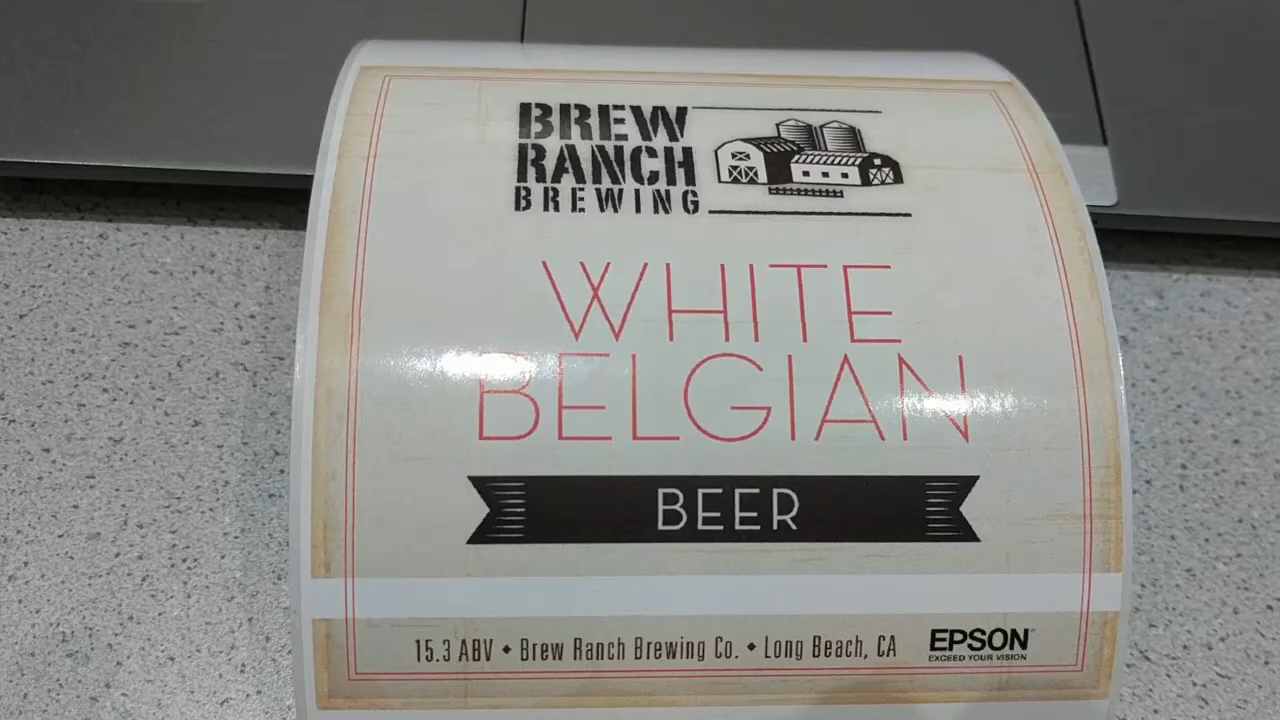 BREW
RANCH
BREWING
WHITE
BELGIAN
BEER
15.3 ABV • Brew Ranch Brewing Co. • Long Beach, CA
EPSON
EXCEED YOUR VISION